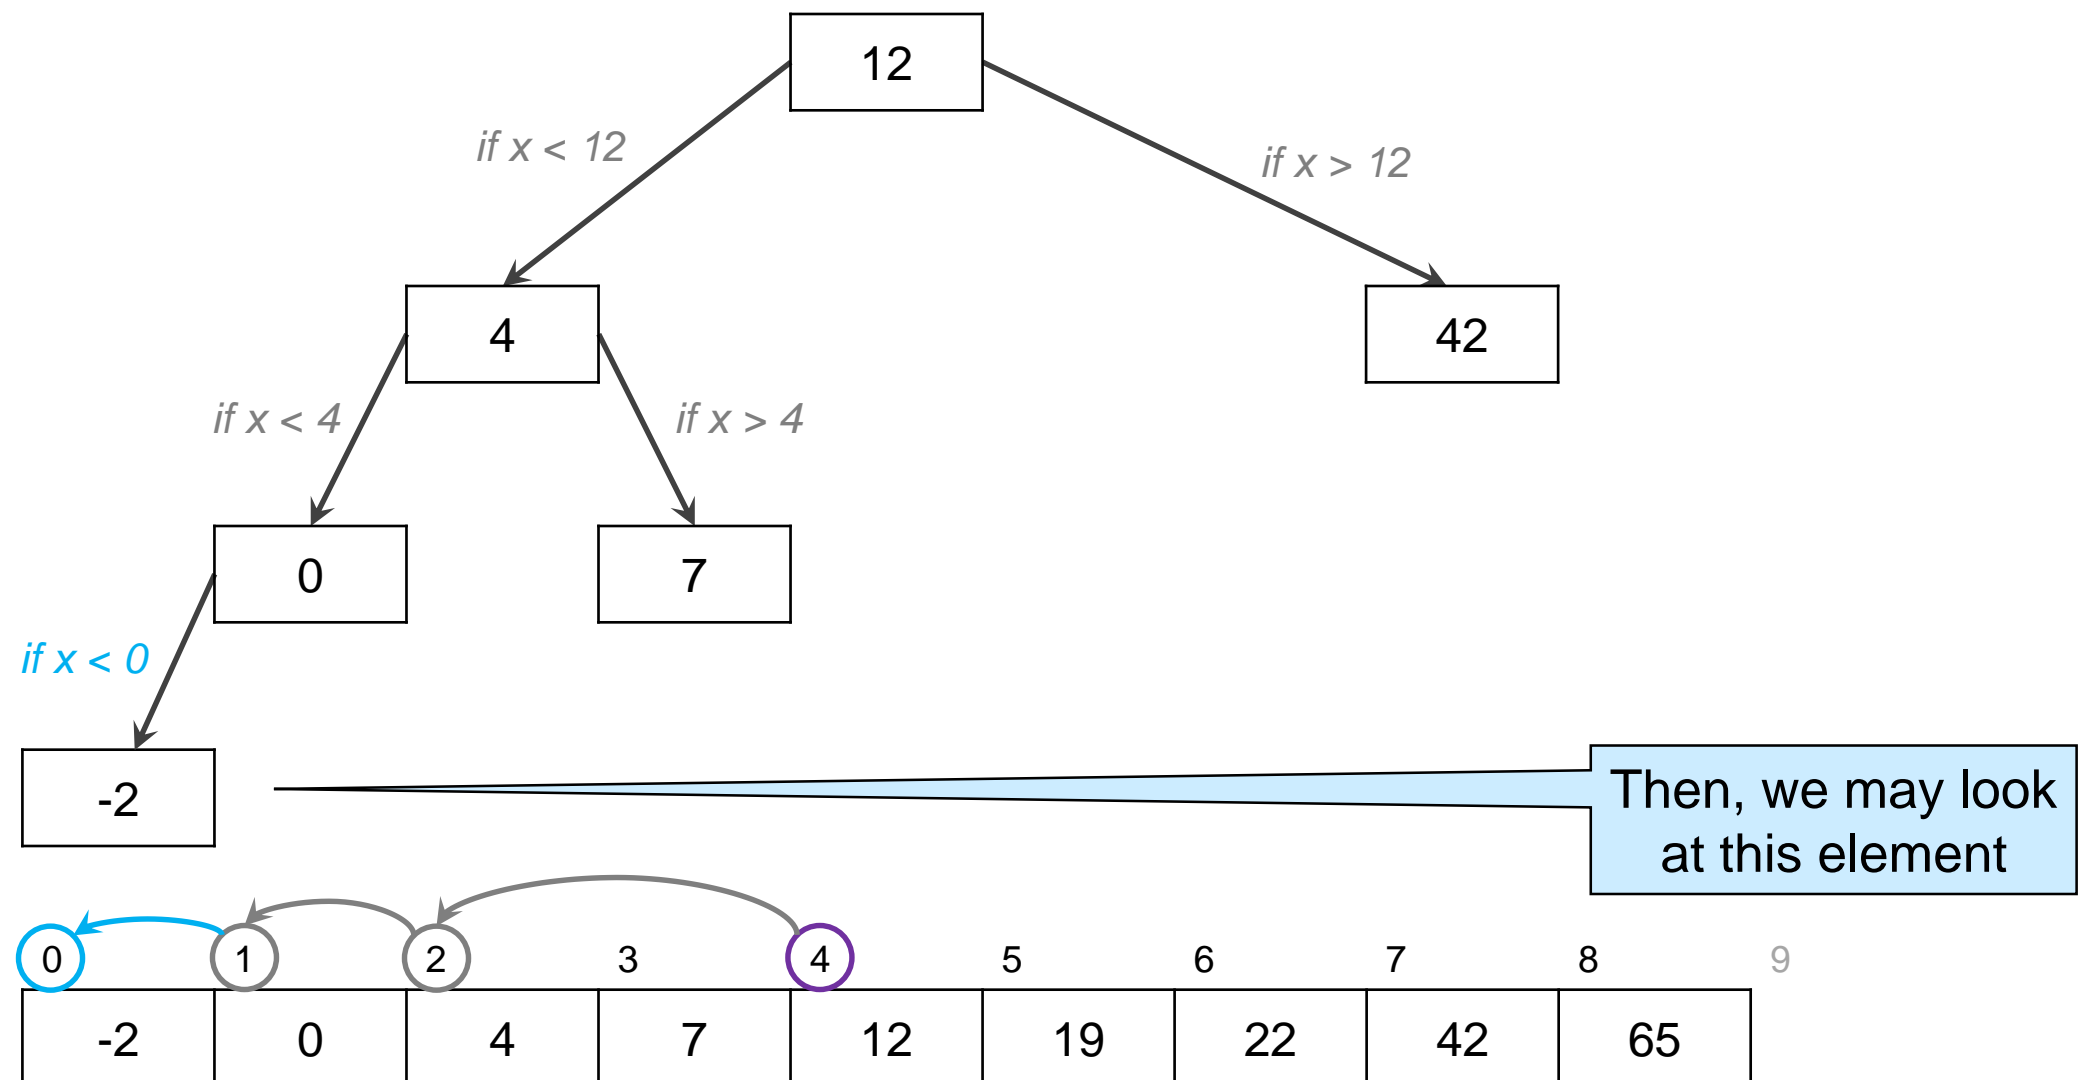 12
if x < 12
if x > 12
4
42
if x < 4
if x > 4
0
7
if x < 0
-2
Then, we may look
at this element
0 1 2 3 4 5 6 7 8 9
-2 0 4 7 12 19 22 42 65